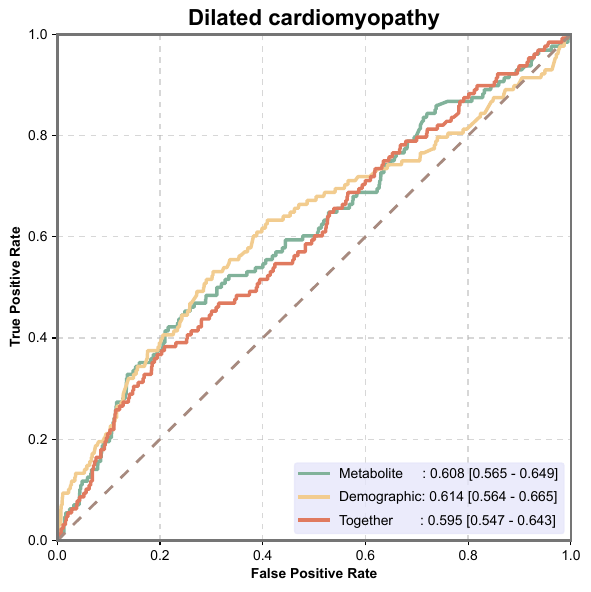 Dilated cardiomyopathy
True Positive Rate
1.0
0.8
0.6
0.4
0.2
0.0
Metabolite : 0.608 [0.565 - 0.649]
Demographic: 0.614 [0.564 - 0.665]
Together : 0.595 [0.547 - 0.643]
0.0 0.2 0.4 0.6 0.8 1.0
False Positive Rate